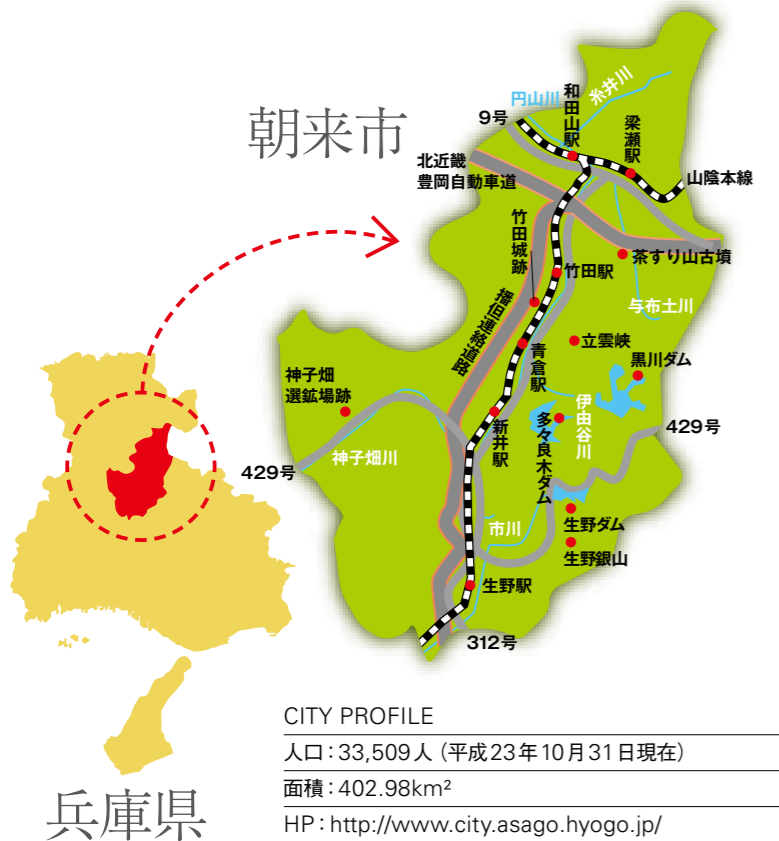 朝来市
円山川
糸井川
9号
和田山駅
梁瀬駅
山陰本線
北近畿
豊岡自動車道
竹田城跡
茶すり山古墳
竹田駅
与布土川
播但連絡道路
立雲峡
青倉駅
黒川ダム
神子畑
選鉱場跡
新井駅
多々良木ダム
伊由谷川
429号
神子畑川
429号
市川
生野ダム
生野銀山
生野駅
312号
兵庫県
CITY PROFILE
人口：33,509人（平成23年10月31日現在）
面積：402.98km²
HP：http://www.city.asago.hyogo.jp/